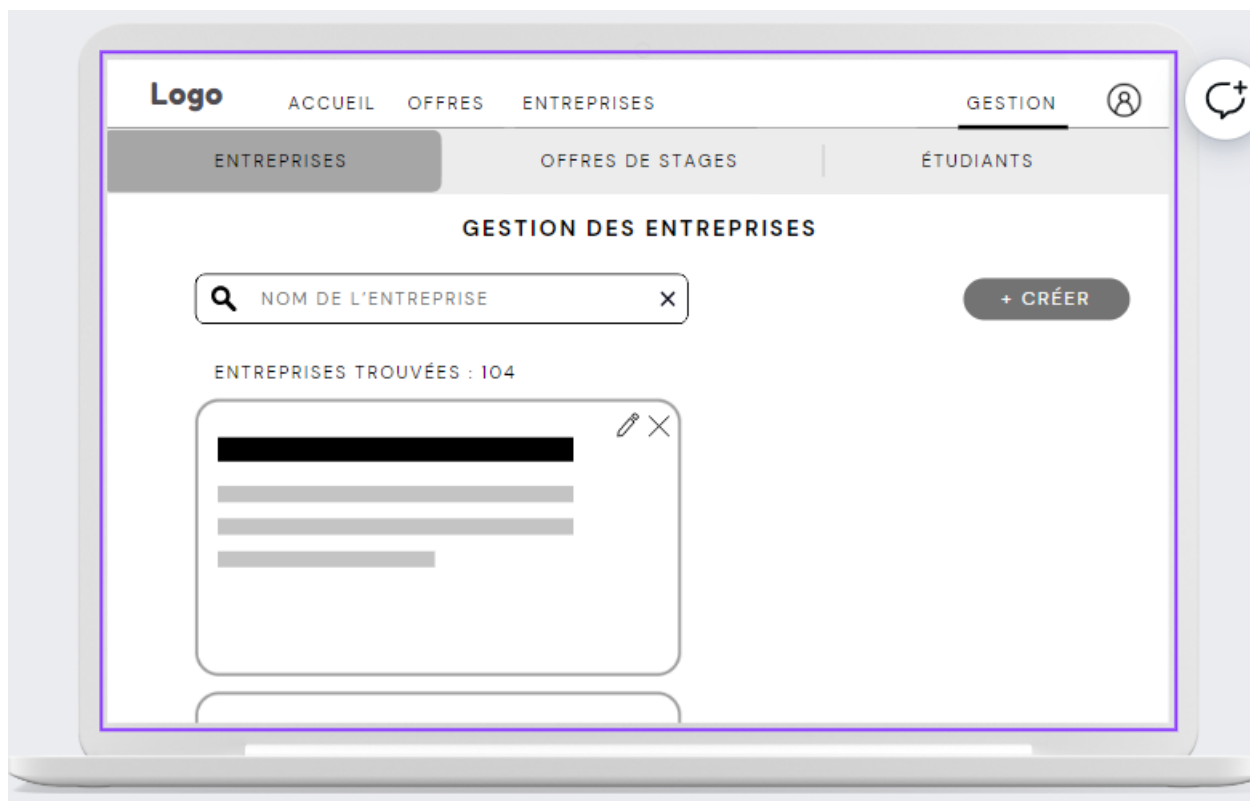 Logo ACCUEIL OFFRES ENTREPRISES GESTION
ENTREPRISES OFFRES DE STAGES ÉTUDIANTS
GESTION DES ENTREPRISES
NOM DE L'ENTREPRISE + CRÉER
ENTREPRISES TROUVÉES : 104